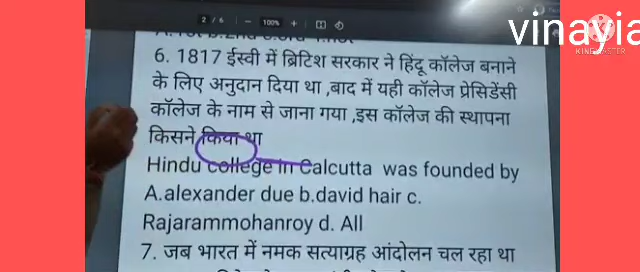 2 / 6 − 100% +
vinayia
KINEMASTER
6. 1817 ईस्वी में ब्रिटिश सरकार ने हिंदू कॉलेज बनाने
के लिए अनुदान दिया था ,बाद में यही कॉलेज प्रेसिडेंसी
कॉलेज के नाम से जाना गया ,इस कॉलेज की स्थापना
किसने किया था
Hindu college in Calcutta was founded by
A.alexander due b.david hair c.
Rajarammohanroy d. All
7. जब भारत में नमक सत्याग्रह आंदोलन चल रहा था